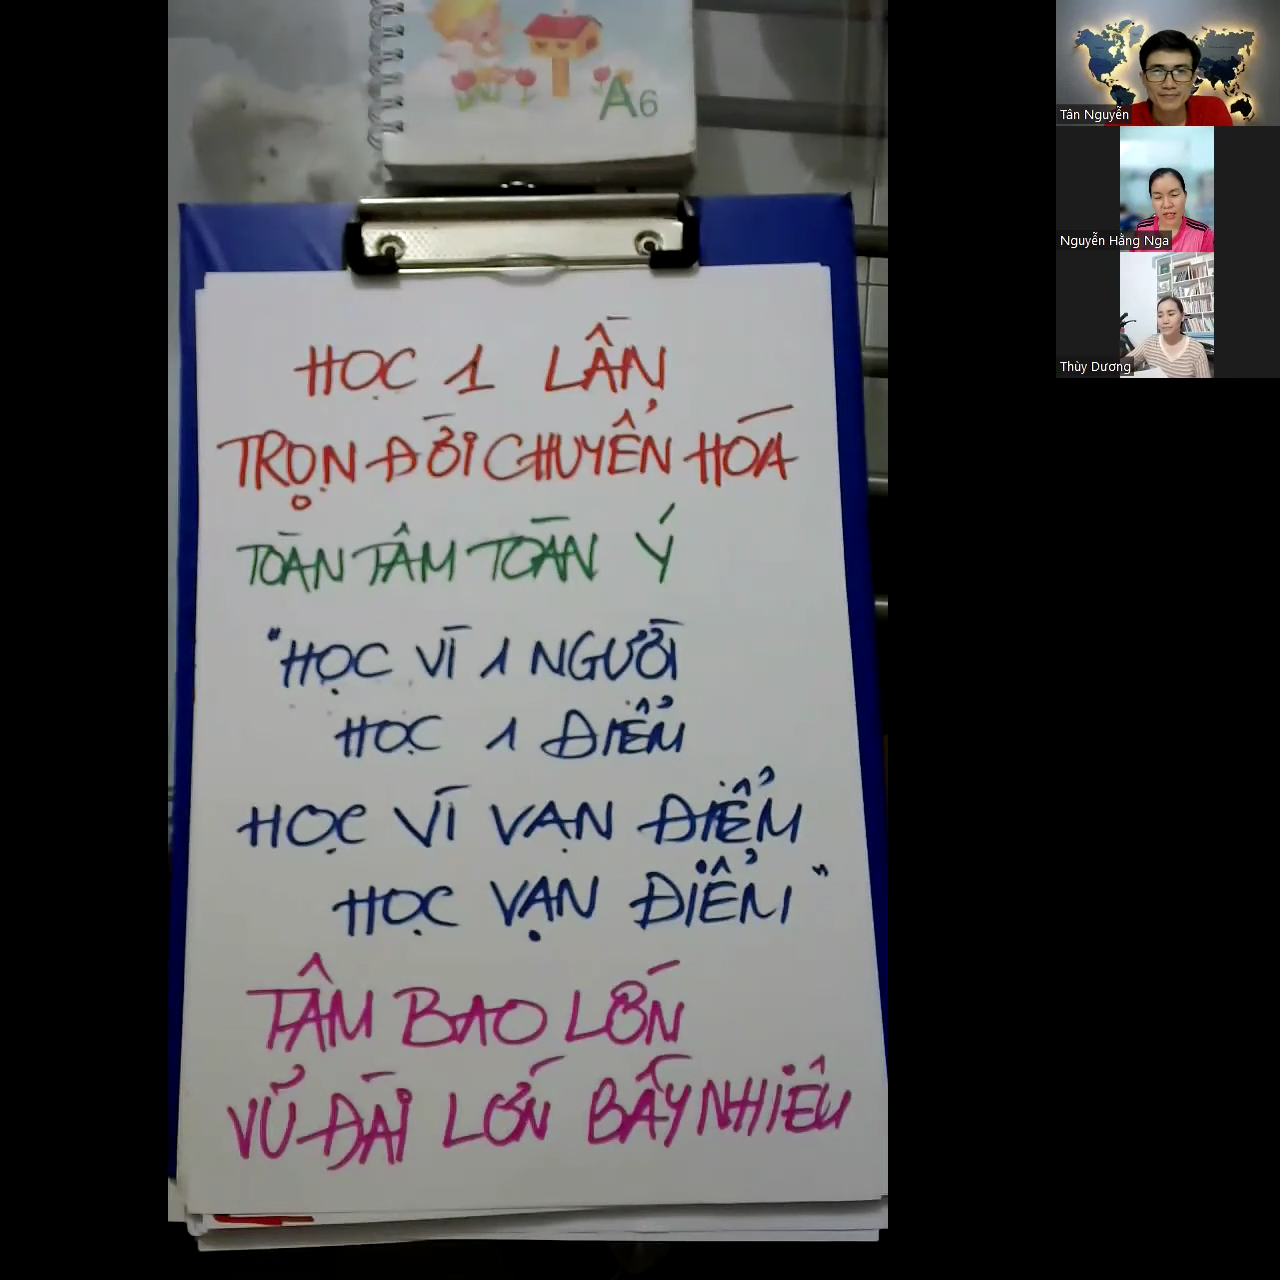 A6
HỌC 1 LẦN
TRỌN ĐỜI CHUYỂN HÓA
TOÀN TÂM TOÀN Ý
"HỌC VÌ 1 NGƯỜI
HỌC 1 ĐIỂM
HỌC VÌ VẠN ĐIỂM
HỌC VẠN ĐIỂM"
TÂM BAO LỚN
VŨ ĐÀI LỚN BẤY NHIÊU
Tân Nguyễn
Nguyễn Hằng Nga
Thùy Dương